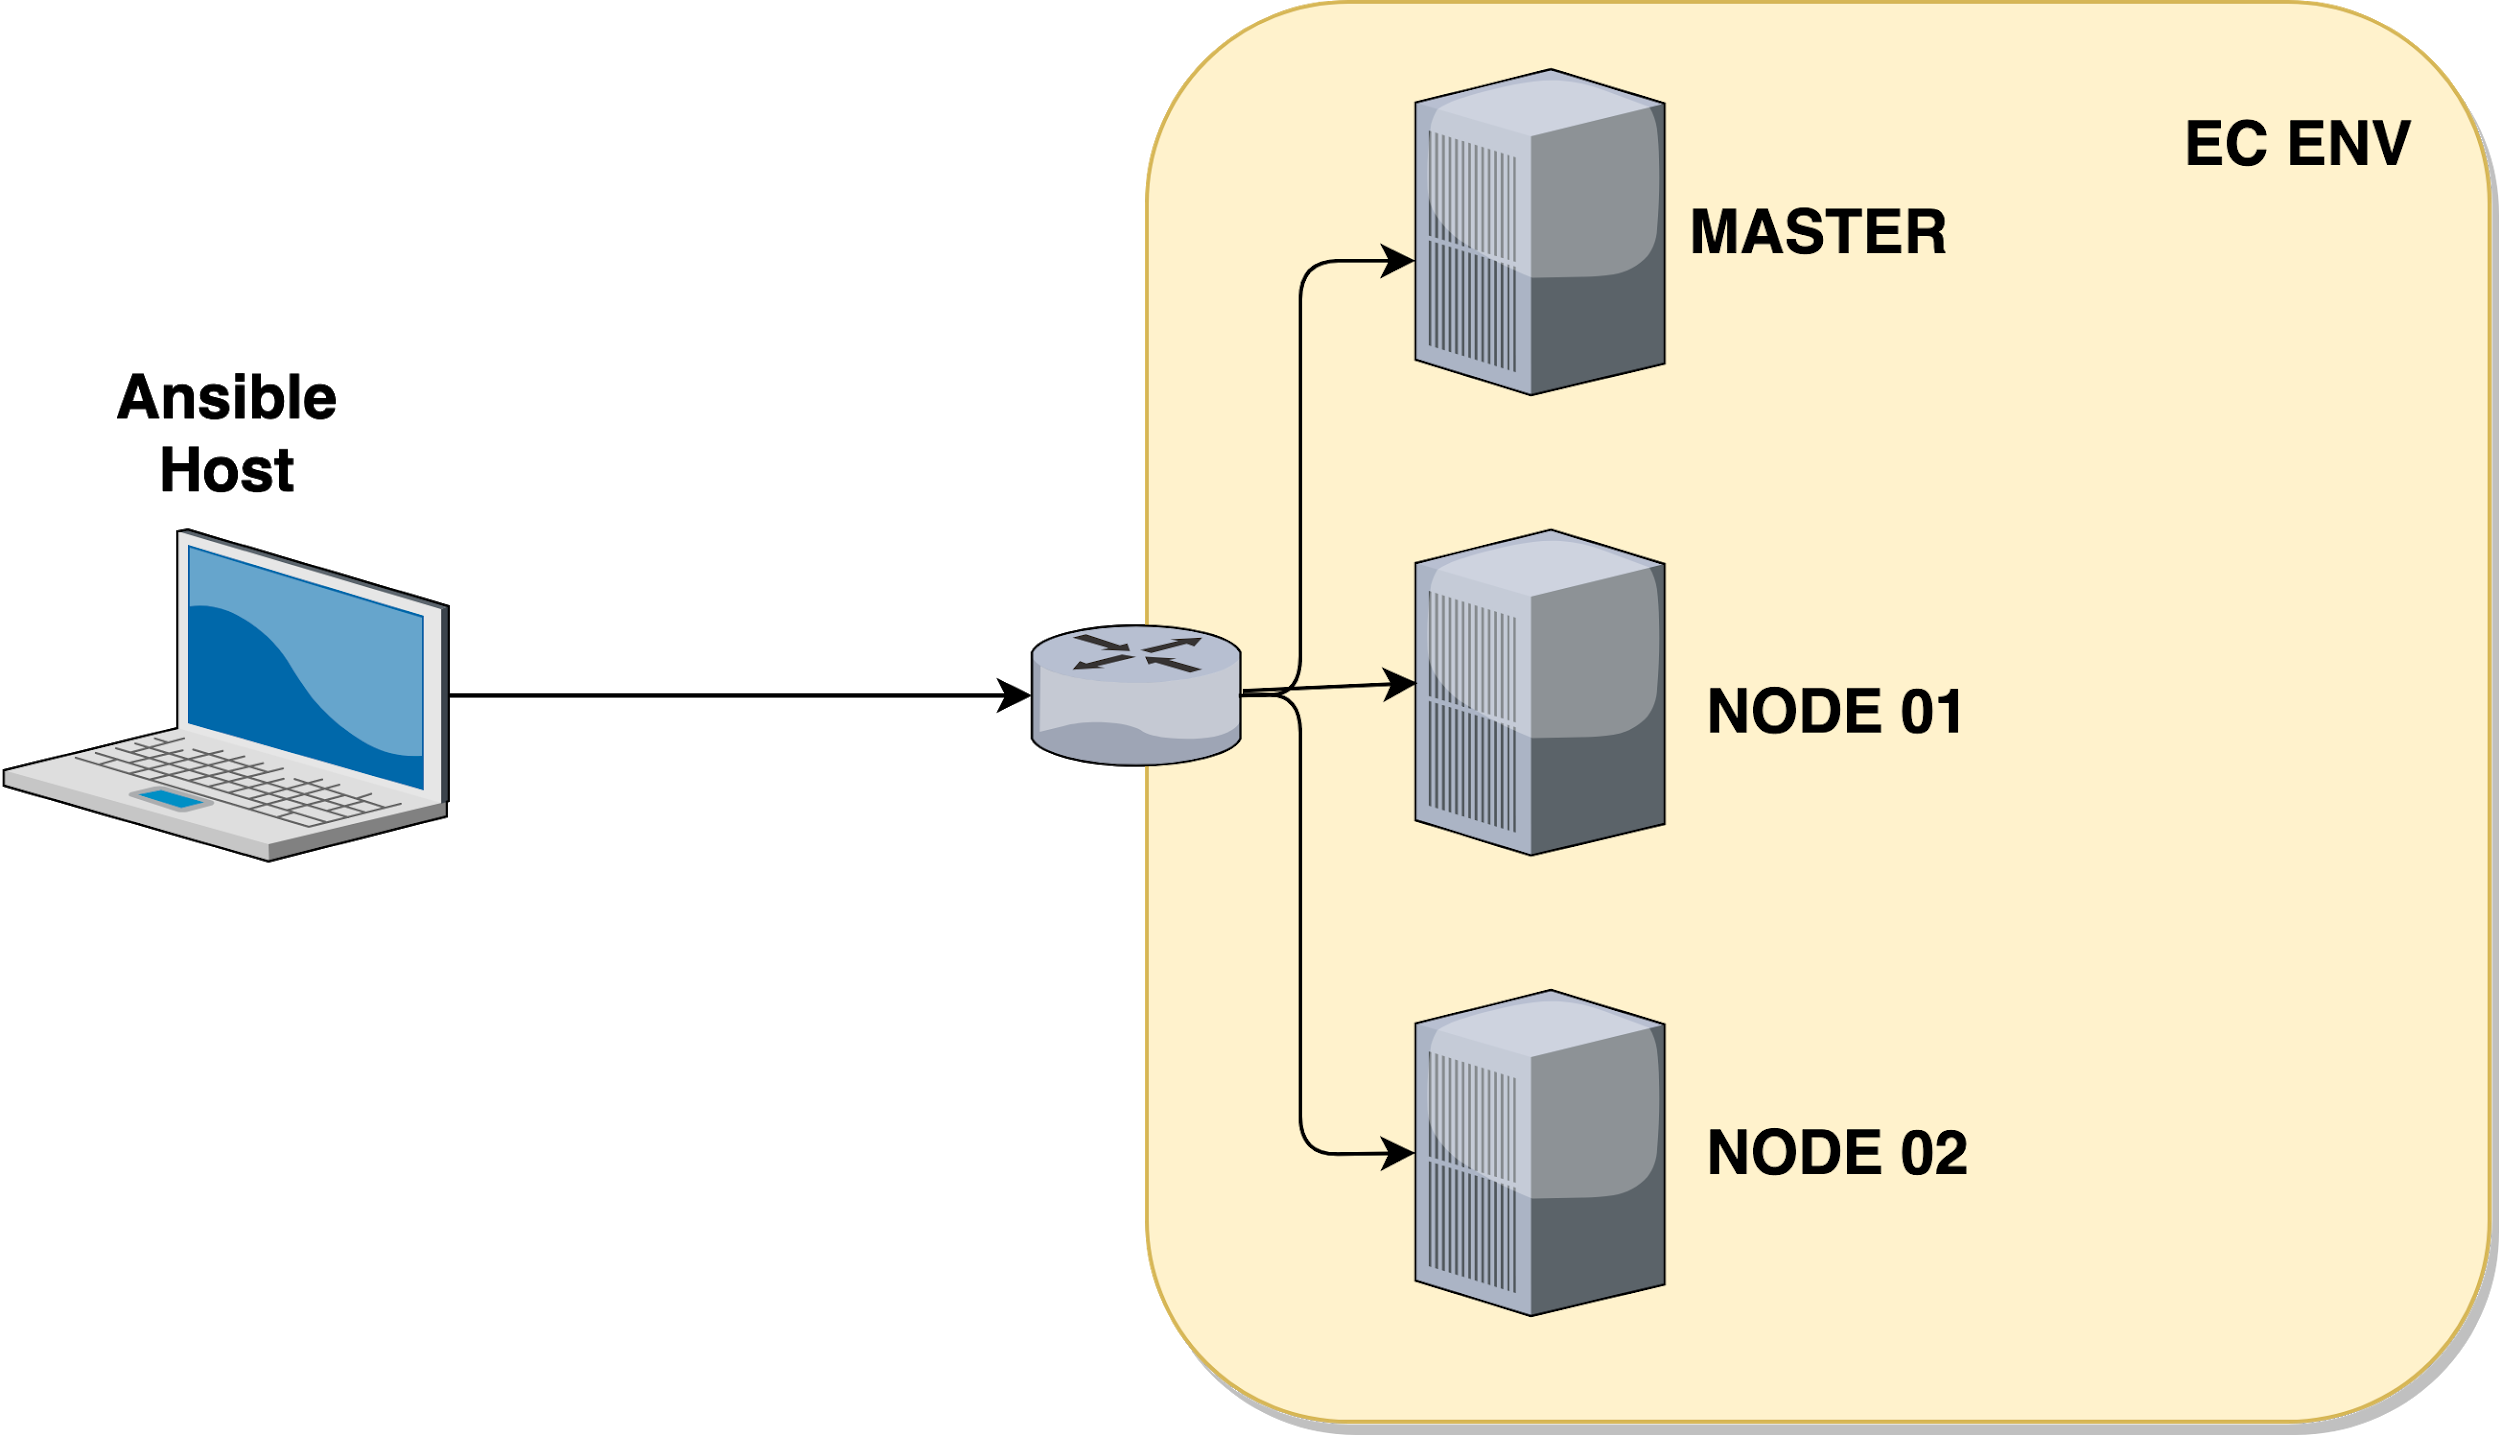 EC ENV
MASTER
Ansible
Host
NODE 01
NODE 02